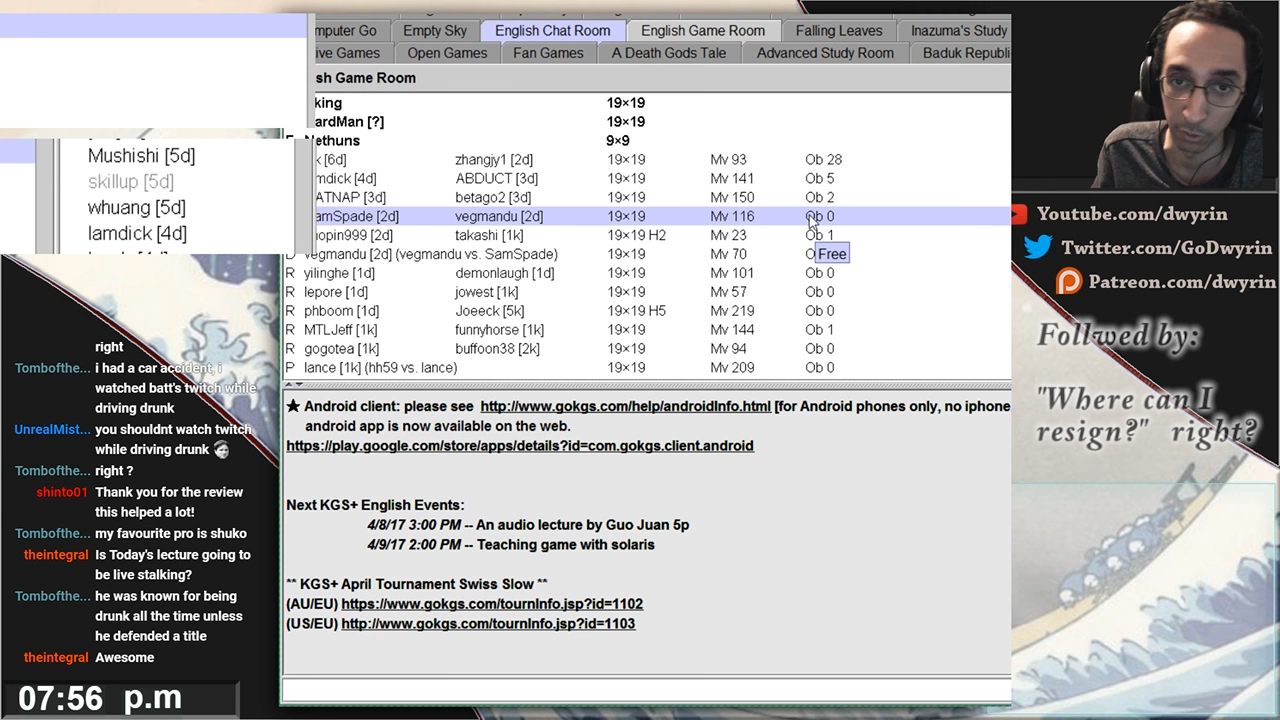 mputer Go
Empty Sky
English Chat Room
English Game Room
Falling Leaves
Inazuma's Study
ive Games
Open Games
Fan Games
A Death Gods Tale
Advanced Study Room
Baduk Republi
sh Game Room
king 19×19
ardMan [?] 19×19
Nethuns 9×9
k [6d] zhangjy1 [2d] 19×19 Mv 93 Ob 28
mdick [4d] ABDUCT [3d] 19×19 Mv 141 Ob 5
ATNAP [3d] betago2 [3d] 19×19 Mv 150 Ob 2
amSpade [2d] vegmandu [2d] 19×19 Mv 116 Ob 0
hopin999 [2d] takashi [1k] 19×19 H2 Mv 23 Ob 1
vegmandu [2d] (vegmandu vs. SamSpade) 19×19 Mv 70 O
Free
R yilinghe [1d] demonlaugh [1d] 19×19 Mv 101 Ob 0
R lepore [1d] jowest [1k] 19×19 Mv 57 Ob 0
R phboom [1d] Joeeck [5k] 19×19 H5 Mv 219 Ob 0
R MTLJeff [1k] funnyhorse [1k] 19×19 Mv 144 Ob 1
R gogotea [1k] buffoon38 [2k] 19×19 Mv 94 Ob 0
P lance [1k] (hh59 vs. lance) 19×19 Mv 209 Ob 0
Mushishi [5d]
skillup [5d]
whuang [5d]
lamdick [4d]
★ Android client: please see http://www.gokgs.com/help/androidInfo.html [for Android phones only, no iphone
android app is now available on the web.
https://play.google.com/store/apps/details?id=com.gokgs.client.android
Next KGS+ English Events:
4/8/17 3:00 PM -- An audio lecture by Guo Juan 5p
4/9/17 2:00 PM -- Teaching game with solaris
** KGS+ April Tournament Swiss Slow **
(AU/EU) https://www.gokgs.com/tournInfo.jsp?id=1102
(US/EU) http://www.gokgs.com/tournInfo.jsp?id=1103
right
Tombofthe... i had a car accident, i
watched batt's twitch while
driving drunk
UnrealMist... you shouldnt watch twitch
while driving drunk
Tombofthe... right ?
shinto01 Thank you for the review
this helped a lot!
Tombofthe... my favourite pro is shuko
theintegral Is Today's lecture going to
be live stalking?
Tombofthe... he was known for being
drunk all the time unless
he defended a title
theintegral Awesome
07:56 p.m
Youtube.com/dwyrin
Twitter.com/GoDwyrin
Patreon.com/dwyrin
Follwed by:
"Where can I
resign?" right?